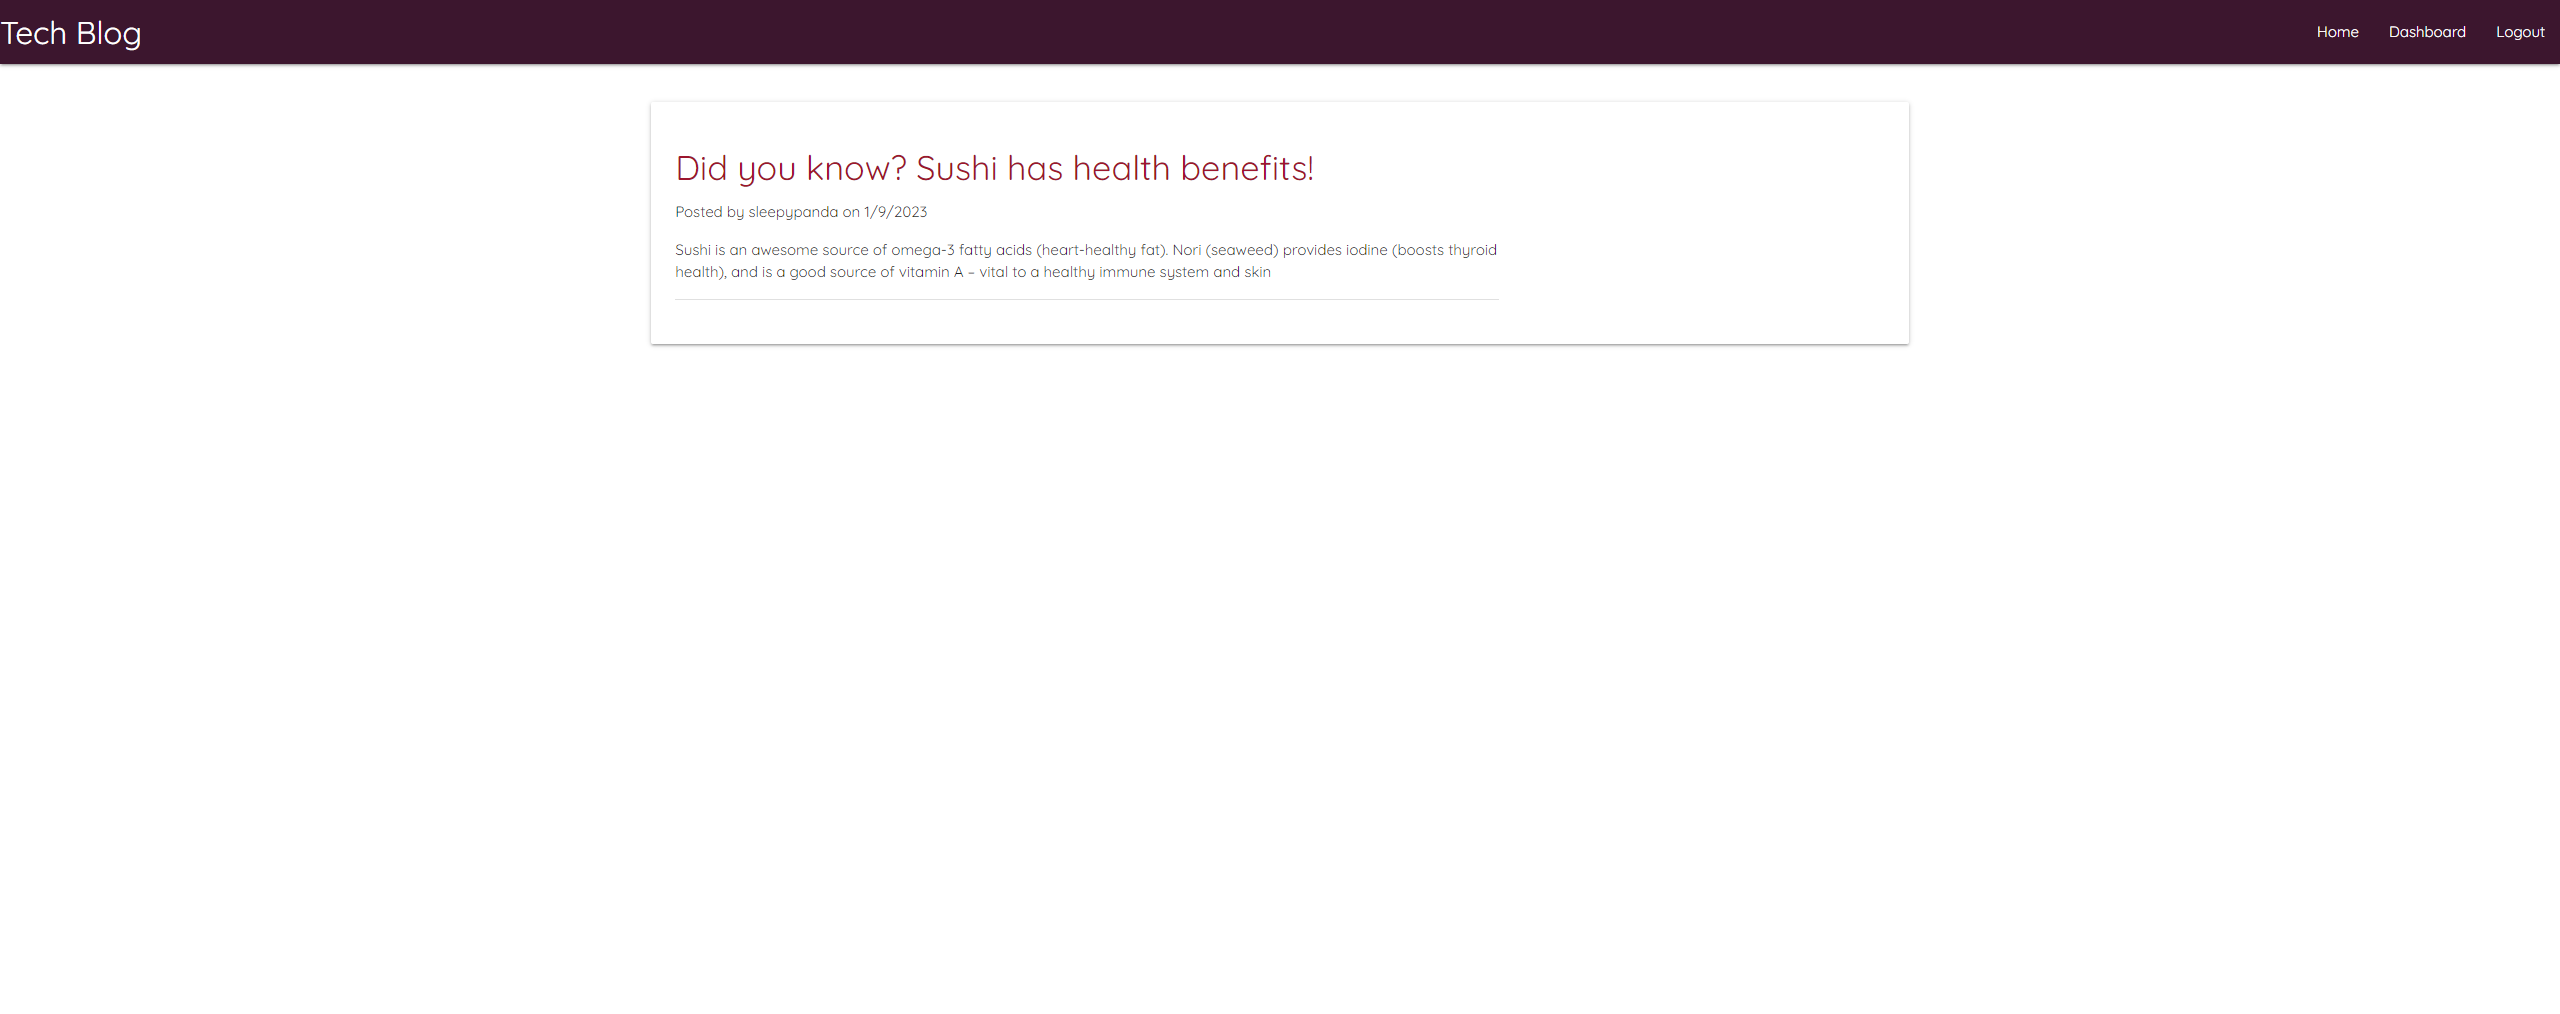 Tech Blog
Home Dashboard Logout
Did you know? Sushi has health benefits!
Posted by sleepypanda on 1/9/2023
Sushi is an awesome source of omega-3 fatty acids (heart-healthy fat). Nori (seaweed) provides iodine (boosts thyroid
health), and is a good source of vitamin A – vital to a healthy immune system and skin